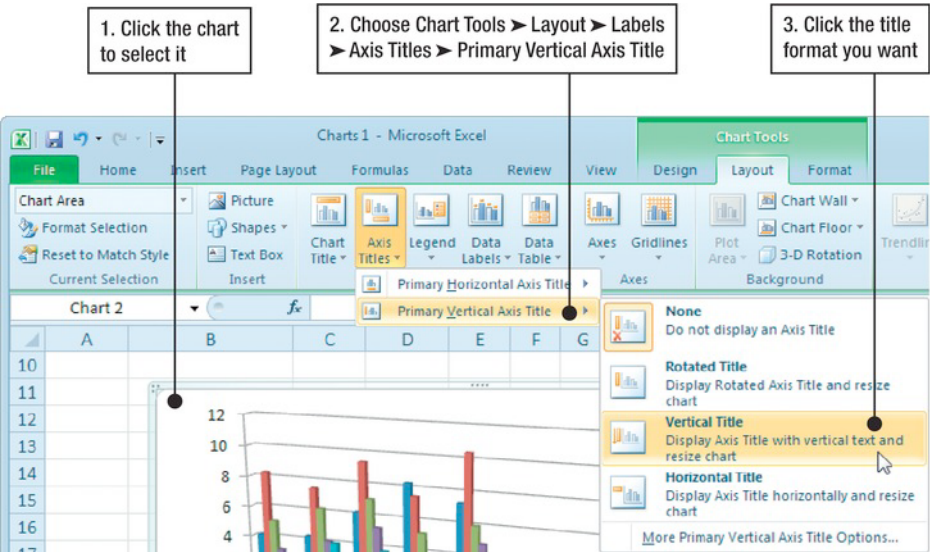 1. Click the chart
to select it
2. Choose Chart Tools ➤ Layout ➤ Labels
➤ Axis Titles ➤ Primary Vertical Axis Title
3. Click the title
format you want
Charts 1 - Microsoft Excel
Chart Tools
File Home Insert Page Layout Formulas Data Review View Design Layout Format
Chart Area
Format Selection
Reset to Match Style
Current Selection
Picture
Shapes
Text Box
Insert
Chart
Title
Axis
Titles
Legend
Data
Labels
Data
Table
Axes
Gridlines
Axes
Plot
Area
Chart Wall
Chart Floor
3-D Rotation
Background
Primary Horizontal Axis Title
Primary Vertical Axis Title
Chart 2
fx
None
Do not display an Axis Title
Rotated Title
Display Rotated Axis Title and resize
chart
Vertical Title
Display Axis Title with vertical text and
resize chart
Horizontal Title
Display Axis Title horizontally and resize
chart
More Primary Vertical Axis Title Options...
A B C D E F G
10
11
12
13
14
15
16
17
12
10
8
6
4